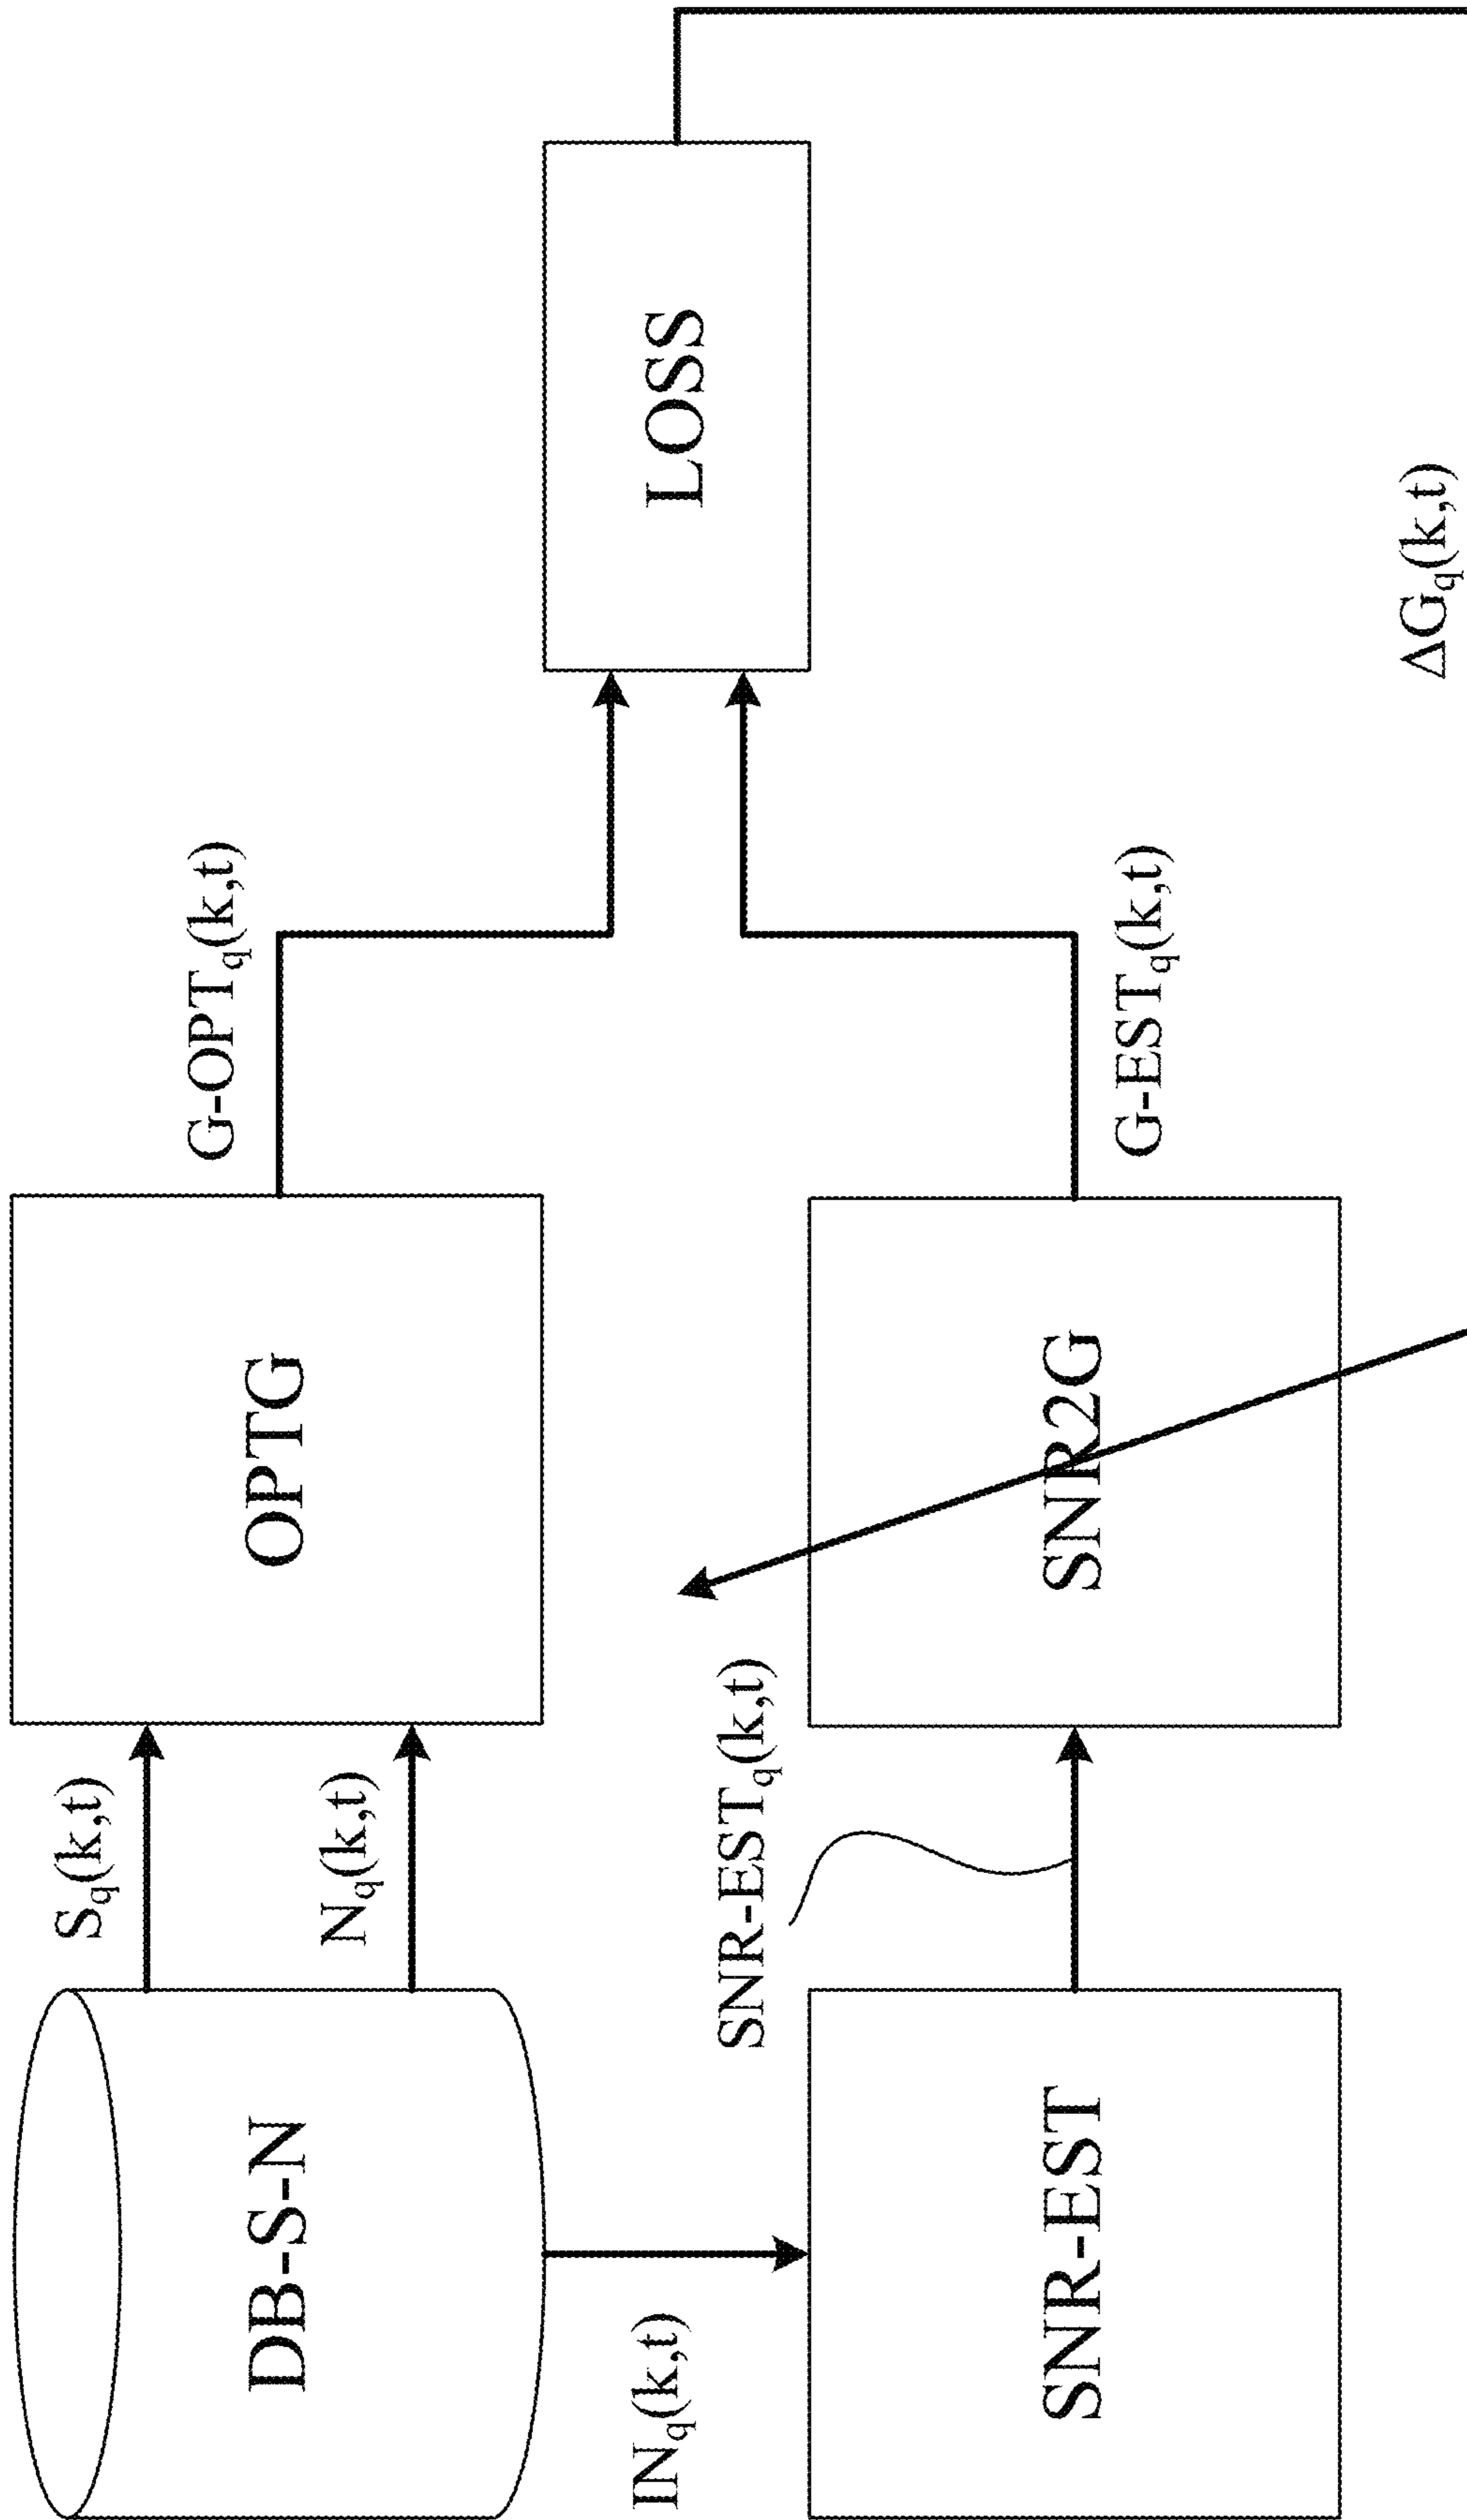 DB-S-N
S_q(k,t)
N_q(k,t)
OPTG
G-OPT_q(k,t)
LOSS
IN_q(k,t)
SNR-EST_q(k,t)
SNR-EST
SNR2G
G-EST_q(k,t)
ΔG_q(k,t)